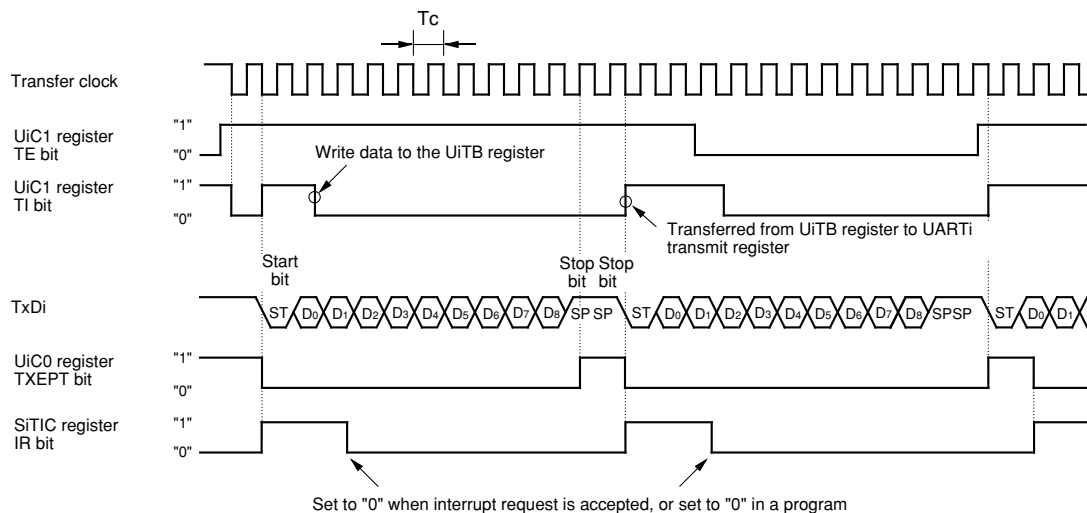 Tc
Transfer clock
UiC1 register
TE bit
"1"
"0"
Write data to the UiTB register
UiC1 register
TI bit
"1"
"0"
Transferred from UiTB register to UARTi
transmit register
Start
bit
Stop Stop
bit bit
TxDi
ST D0 D1 D2 D3 D4 D5 D6 D7 D8 SP SP ST D0 D1 D2 D3 D4 D5 D6 D7 D8 SPSP ST D0 D1
UiC0 register
TXEPT bit
"1"
"0"
SiTIC register
IR bit
"1"
"0"
Set to "0" when interrupt request is accepted, or set to "0" in a program